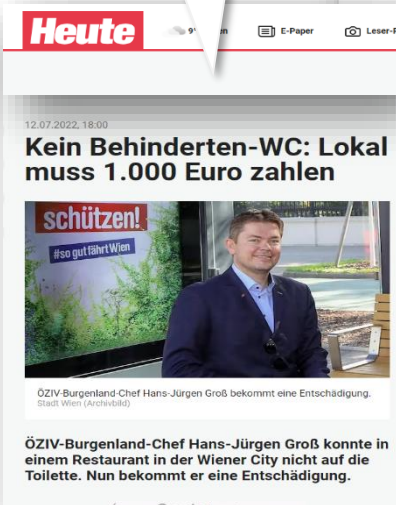 Heute
9°
E-Paper
Leser-
12.07.2022, 18:00
Kein Behinderten-WC: Lokal
muss 1.000 Euro zahlen
schützen!
#so gut fährt Wien
ÖZIV-Burgenland-Chef Hans-Jürgen Groß bekommt eine Entschädigung.
Stadt Wien (Archivbild)
ÖZIV-Burgenland-Chef Hans-Jürgen Groß konnte in
einem Restaurant in der Wiener City nicht auf die
Toilette. Nun bekommt er eine Entschädigung.